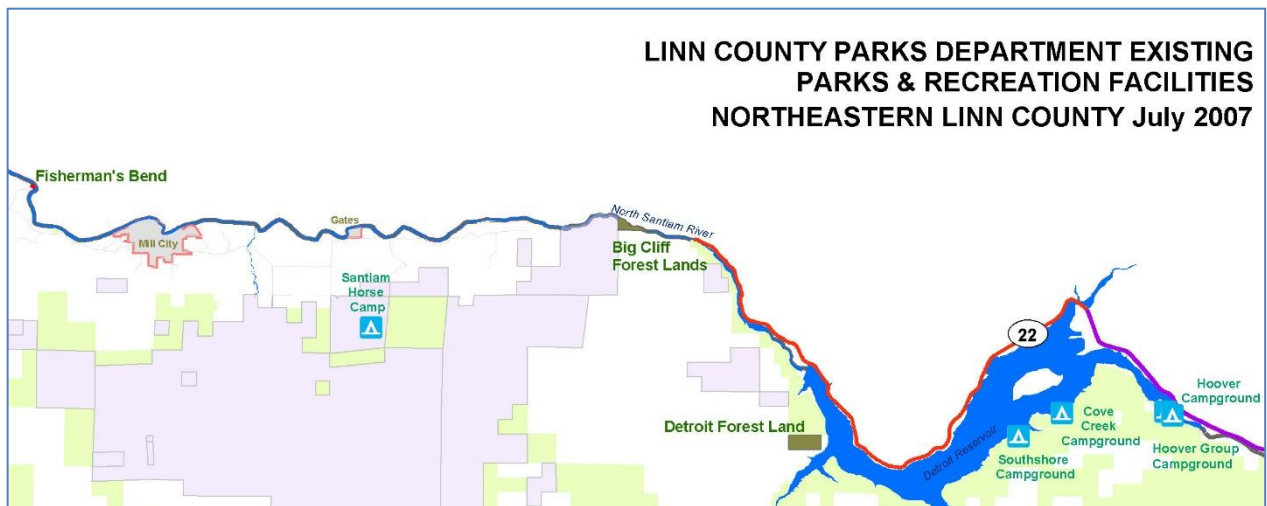 LINN COUNTY PARKS DEPARTMENT EXISTING
PARKS & RECREATION FACILITIES
NORTHEASTERN LINN COUNTY July 2007
Fisherman's Bend
Mill City
Gates
North Santiam River
Big Cliff
Forest Lands
Santiam
Horse
Camp
22
Detroit Forest Land
Detroit Reservoir
Southshore
Campground
Cove
Creek
Campground
Hoover
Campground
Hoover Group
Campground